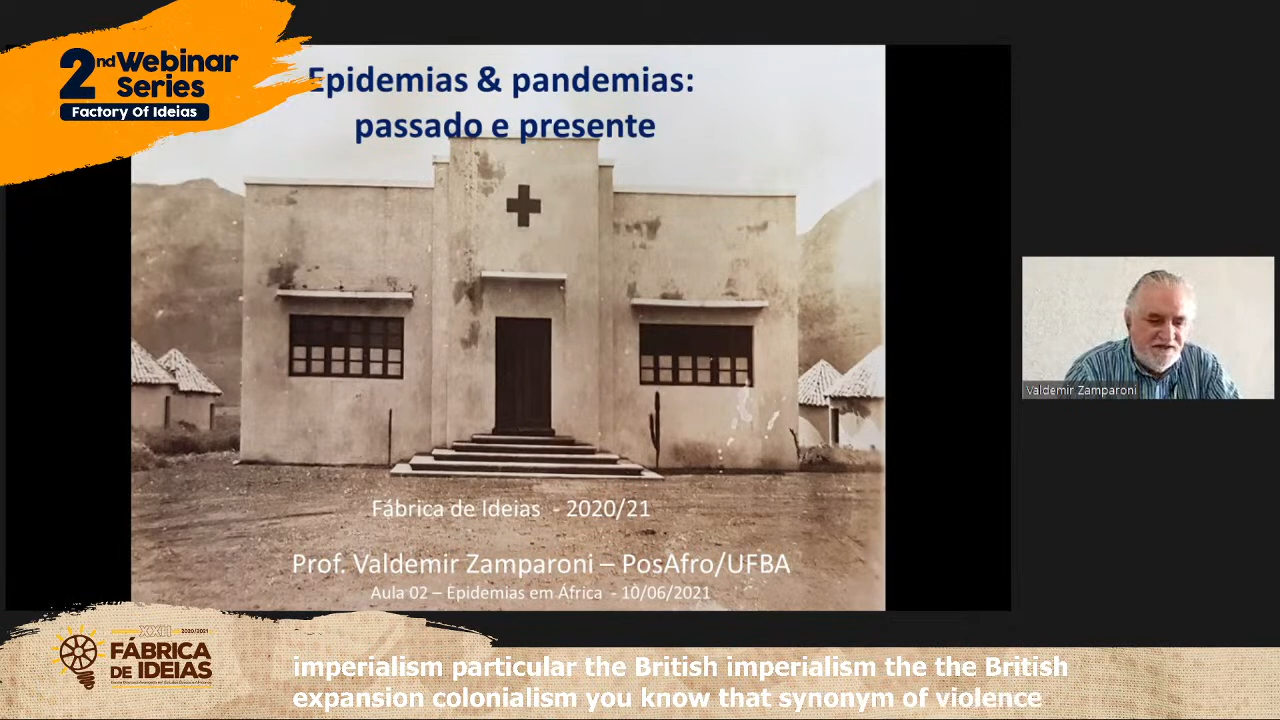 2nd Webinar
Series
Factory Of Ideias
Epidemias & pandemias:
passado e presente
Fábrica de Ideias - 2020/21
Prof. Valdemir Zamparoni – PosAfro/UFBA
Aula 02 – Epidemias em África - 10/06/2021
Valdemir Zamparoni
XXII 2020/2021
FÁBRICA
DE IDEIAS
imperialism particular the British imperialism the the British
expansion colonialism you know that synonym of violence